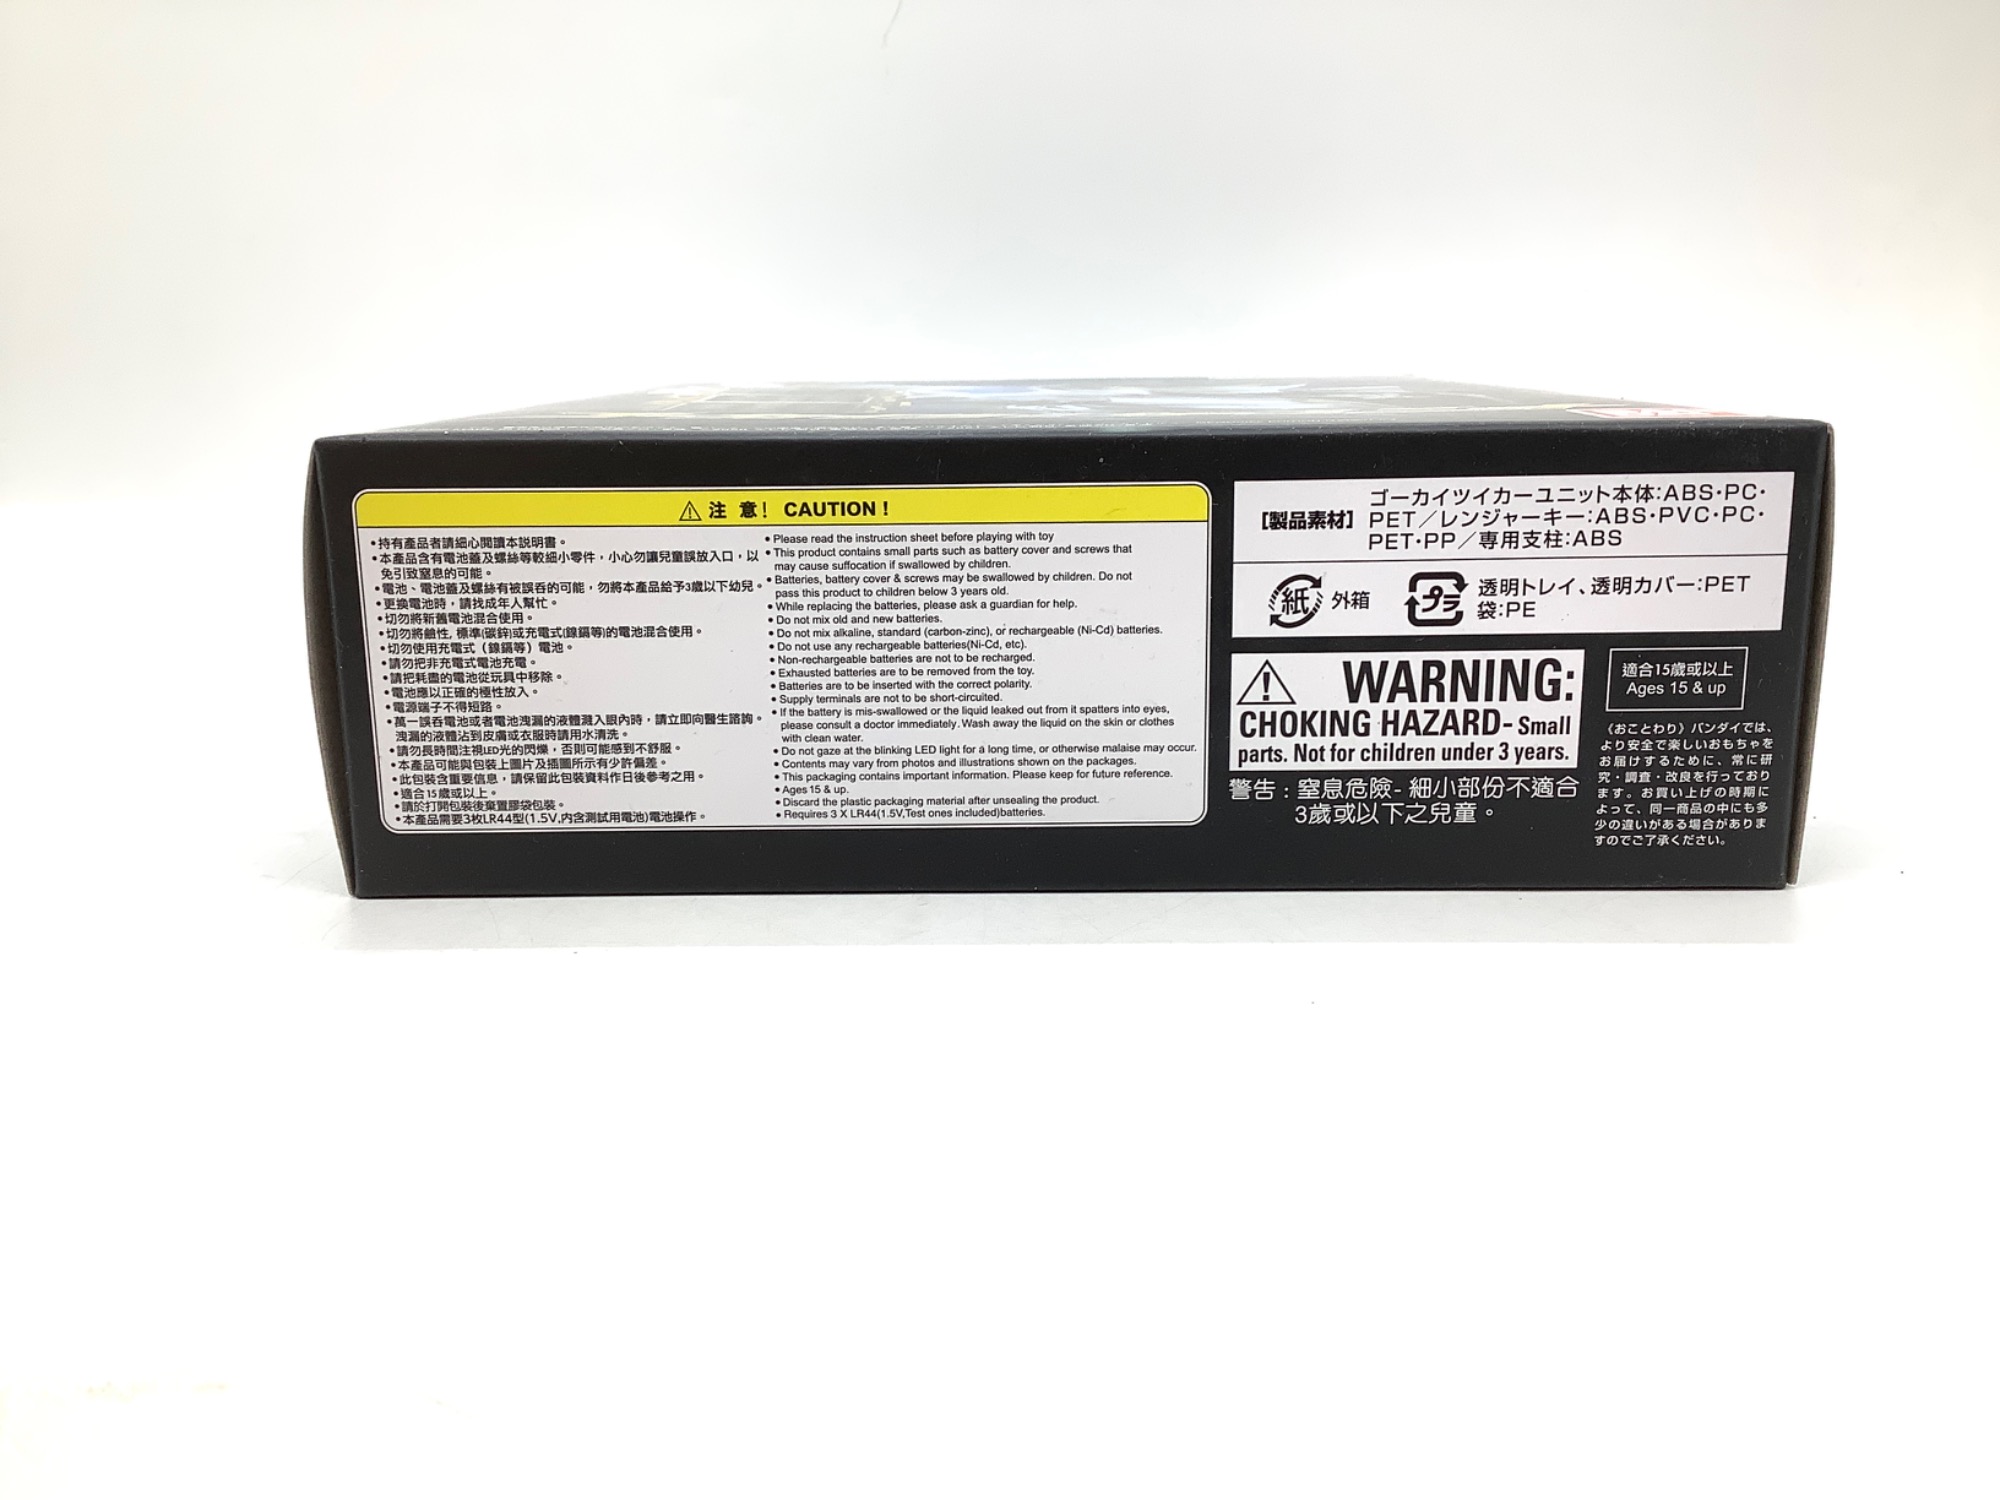 注 意! CAUTION!
•持有產品者請細心閱讀本説明書。
•本產品含有電池蓋及螺絲等較細小零件，小心勿讓兒童誤放入口，以
免引致窒息的可能。
•電池、電池蓋及螺絲有被誤吞的可能，勿將本產品給予3歲以下幼兒。
•更換電池時，請找成年人幫忙。
•切勿將新舊電池混合使用。
•切勿將鹼性, 標準(碳鋅)或充電式(鎳鎘等)的電池混合使用。
•切勿使用充電式（鎳鎘等）電池。
•請勿把非充電式電池充電。
•請把耗盡的電池從玩具中移除。
•電池應以正確的極性放入。
•電源端子不得短路。
•萬一誤吞電池或者電池洩漏的液體濺入眼內時，請立即向醫生諮詢。
洩漏的液體沾到皮膚或衣服時請用水清洗。
•請勿長時間注視LED光的閃爍，否則可能感到不舒服。
•本產品可能與包裝上圖片及插圖所示有少許偏差。
•此包裝含重要信息，請保留此包裝資料作日後參考之用。
•適合15歲或以上。
•請於打開包裝後棄置膠袋包裝。
•本產品需要3枚LR44型(1.5V,內含測試用電池)電池操作。
• Please read the instruction sheet before playing with toy
• This product contains small parts such as battery cover and screws that
may cause suffocation if swallowed by children.
• Batteries, battery cover & screws may be swallowed by children. Do not
pass this product to children below 3 years old.
• While replacing the batteries, please ask a guardian for help.
• Do not mix old and new batteries.
• Do not mix alkaline, standard (carbon-zinc), or rechargeable (Ni-Cd) batteries.
• Do not use any rechargeable batteries(Ni-Cd, etc).
• Non-rechargeable batteries are not to be recharged.
• Exhausted batteries are to be removed from the toy.
• Batteries are to be inserted with the correct polarity.
• Supply terminals are not to be short-circuited.
• If the battery is mis-swallowed or the liquid leaked out from it spatters into eyes,
please consult a doctor immediately. Wash away the liquid on the skin or clothes
with clean water.
• Do not gaze at the blinking LED light for a long time, or otherwise malaise may occur.
• Contents may vary from photos and illustrations shown on the packages.
• This packaging contains important information. Please keep for future reference.
• Ages 15 & up.
• Discard the plastic packaging material after unsealing the product.
• Requires 3 X LR44(1.5V,Test ones included)batteries.
[製品素材]
ゴーカイツイカーユニット本体:ABS・PC・
PET／レンジャーキー:ABS・PVC・PC・
PET・PP／専用支柱:ABS
紙 外箱
プラ 透明トレイ、透明カバー:PET
袋:PE
WARNING:
CHOKING HAZARD- Small
parts. Not for children under 3 years.
警告：窒息危險- 細小部份不適合
3歲或以下之兒童。
適合15歲或以上
Ages 15 & up
《おことわり》バンダイでは、
より安全で楽しいおもちゃを
お届けするために、常に研
究・調査・改良を行っており
ます。お買い上げの時期に
よって、同一商品の中にも多
少の違いがある場合がありま
すのでご了承ください。